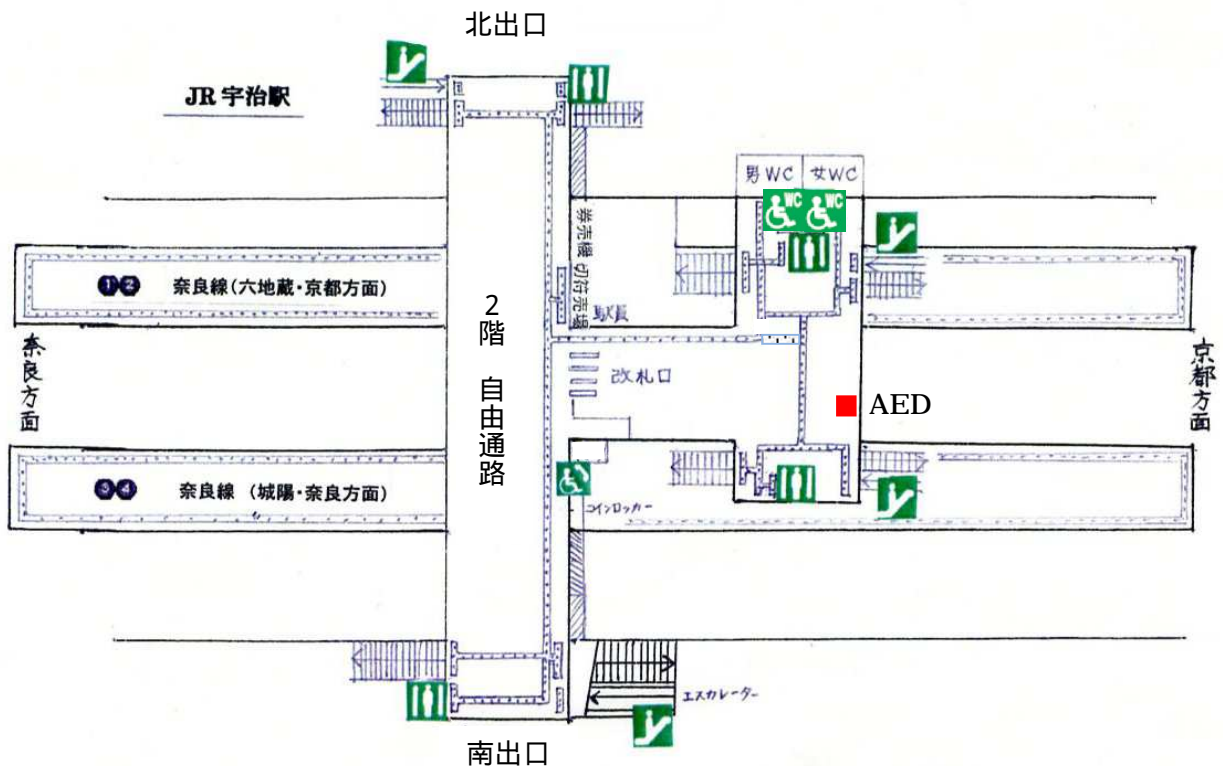 北出口
JR 宇治駅
男WC
女WC
WC
WC
券売機 切符売場
駅員
①②
奈良線(六地蔵・京都方面)
2階 自由通路
奈良方面
京都方面
改札口
AED
③④
奈良線 (城陽・奈良方面)
コインロッカー
エスカレーター
南出口